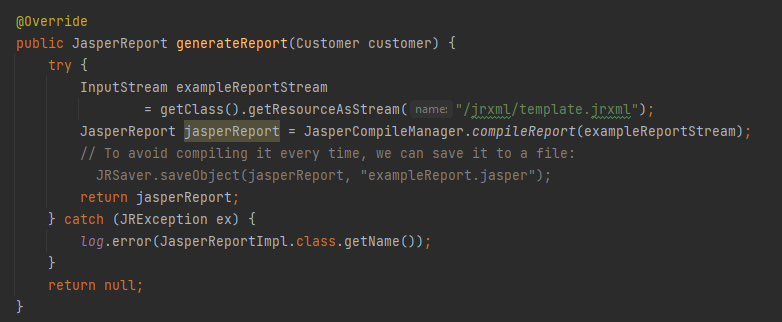 @Override
public JasperReport generateReport(Customer customer) {
try {
InputStream exampleReportStream
= getClass().getResourceAsStream( name: "/jrxml/template.jrxml");
JasperReport jasperReport = JasperCompileManager.compileReport(exampleReportStream);
// To avoid compiling it every time, we can save it to a file:
JRSaver.saveObject(jasperReport, "exampleReport.jasper");
return jasperReport;
} catch (JRException ex) {
log.error(JasperReportImpl.class.getName());
}
return null;
}